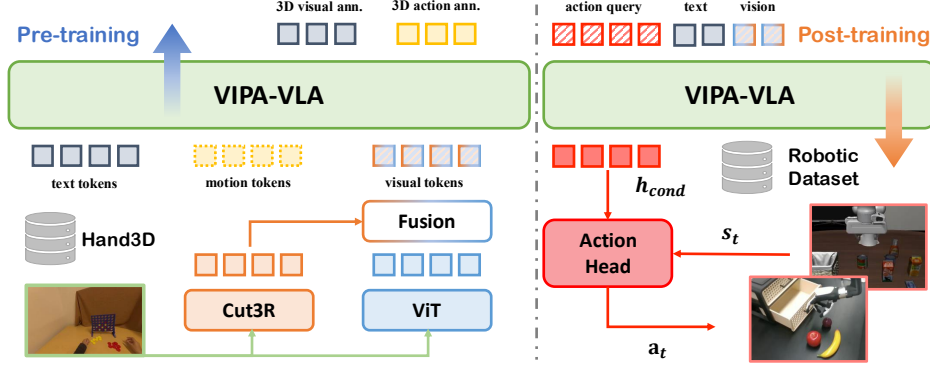 3D visual ann.
3D action ann.
Pre-training
VIPA-VLA
text tokens
motion tokens
visual tokens
Fusion
Hand3D
Cut3R
ViT
action query
text
vision
Post-training
VIPA-VLA
h_cond
Robotic
Dataset
Action
Head
s_t
a_t